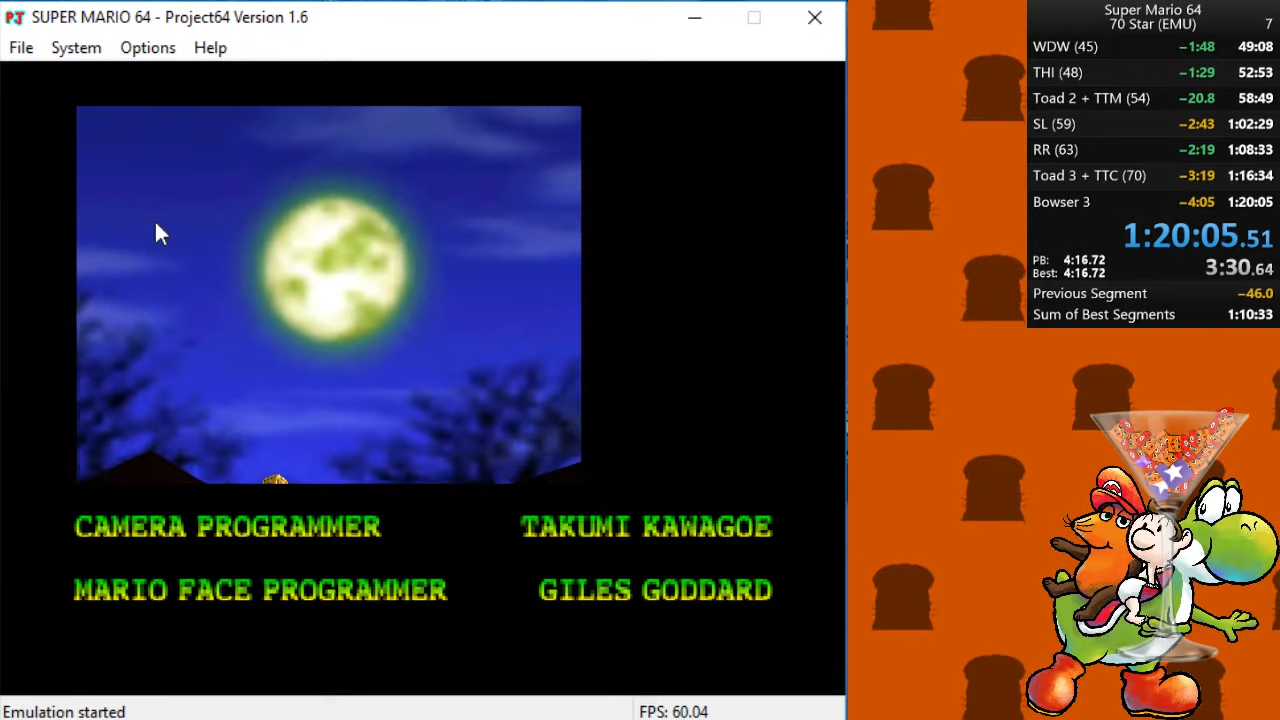 SUPER MARIO 64 - Project64 Version 1.6
File System Options Help
CAMERA PROGRAMMER TAKUMI KAWAGOE
MARIO FACE PROGRAMMER GILES GODDARD
Emulation started FPS: 60.04
Super Mario 64
70 Star (EMU) 7
WDW (45) −1:48 49:08
THI (48) −1:29 52:53
Toad 2 + TTM (54) −20.8 58:49
SL (59) −2:43 1:02:29
RR (63) −2:19 1:08:33
Toad 3 + TTC (70) −3:19 1:16:34
Bowser 3 −4:05 1:20:05
1:20:05.51
PB: 4:16.72
Best: 4:16.72 3:30.64
Previous Segment −46.0
Sum of Best Segments 1:10:33